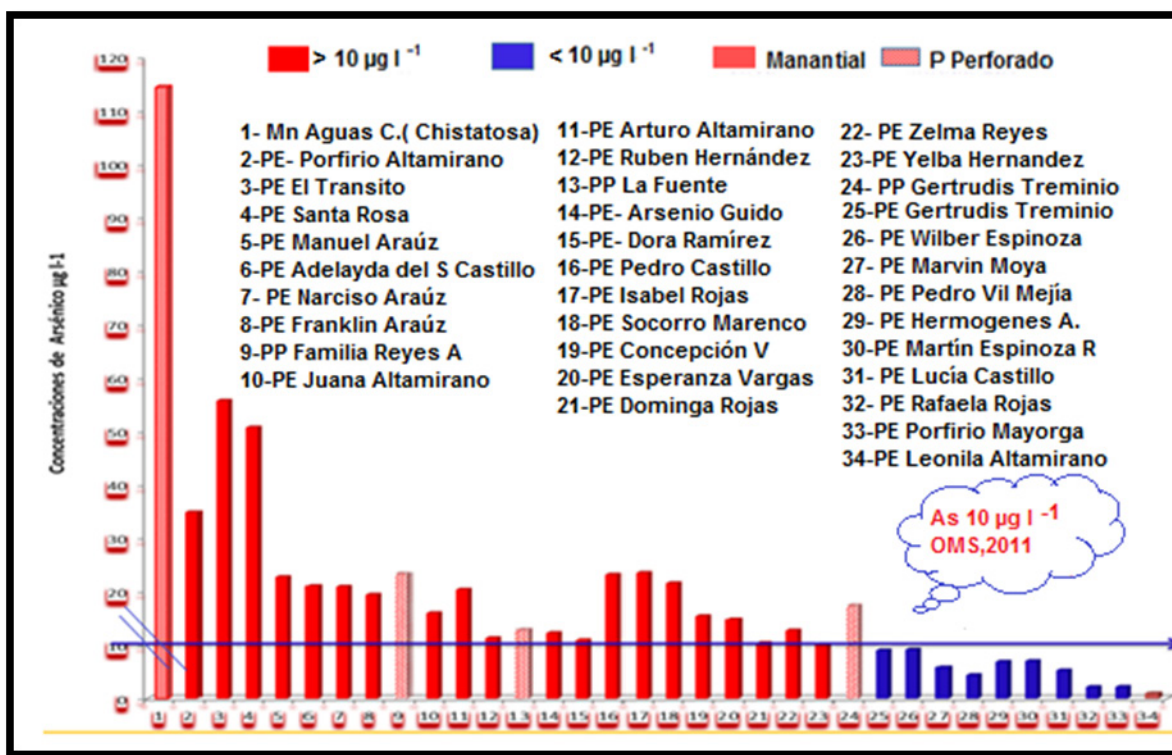 > 10 µg l -1
< 10 µg l -1
Manantial
P Perforado
Concentraciones de Arsénico µg l-1
120
110
100
90
80
70
60
50
40
30
20
10
0
1- Mn Aguas C.( Chistatosa)
2-PE- Porfirio Altamirano
3-PE El Transito
4-PE Santa Rosa
5-PE Manuel Araúz
6-PE Adelayda del S Castillo
7- PE Narciso Araúz
8-PE Franklin Araúz
9-PP Familia Reyes A
10-PE Juana Altamirano
11-PE Arturo Altamirano
12-PE Ruben Hernández
13-PP La Fuente
14-PE- Arsenio Guido
15-PE- Dora Ramírez
16-PE Pedro Castillo
17-PE Isabel Rojas
18-PE Socorro Marenco
19-PE Concepción V
20-PE Esperanza Vargas
21-PE Dominga Rojas
22- PE Zelma Reyes
23-PE Yelba Hernandez
24- PP Gertrudis Treminio
25-PE Gertrudis Treminio
26- PE Wilber Espinoza
27- PE Marvin Moya
28- PE Pedro Vil Mejía
29- PE Hermogenes A.
30-PE Martín Espinoza R
31- PE Lucía Castillo
32- PE Rafaela Rojas
33-PE Porfirio Mayorga
34-PE Leonila Altamirano
As 10 µg l -1
OMS,2011
1 2 3 4 5 6 7 8 9 10 11 12 13 14 15 16 17 18 19 20 21 22 23 24 25 26 27 28 29 30 31 32 33 34